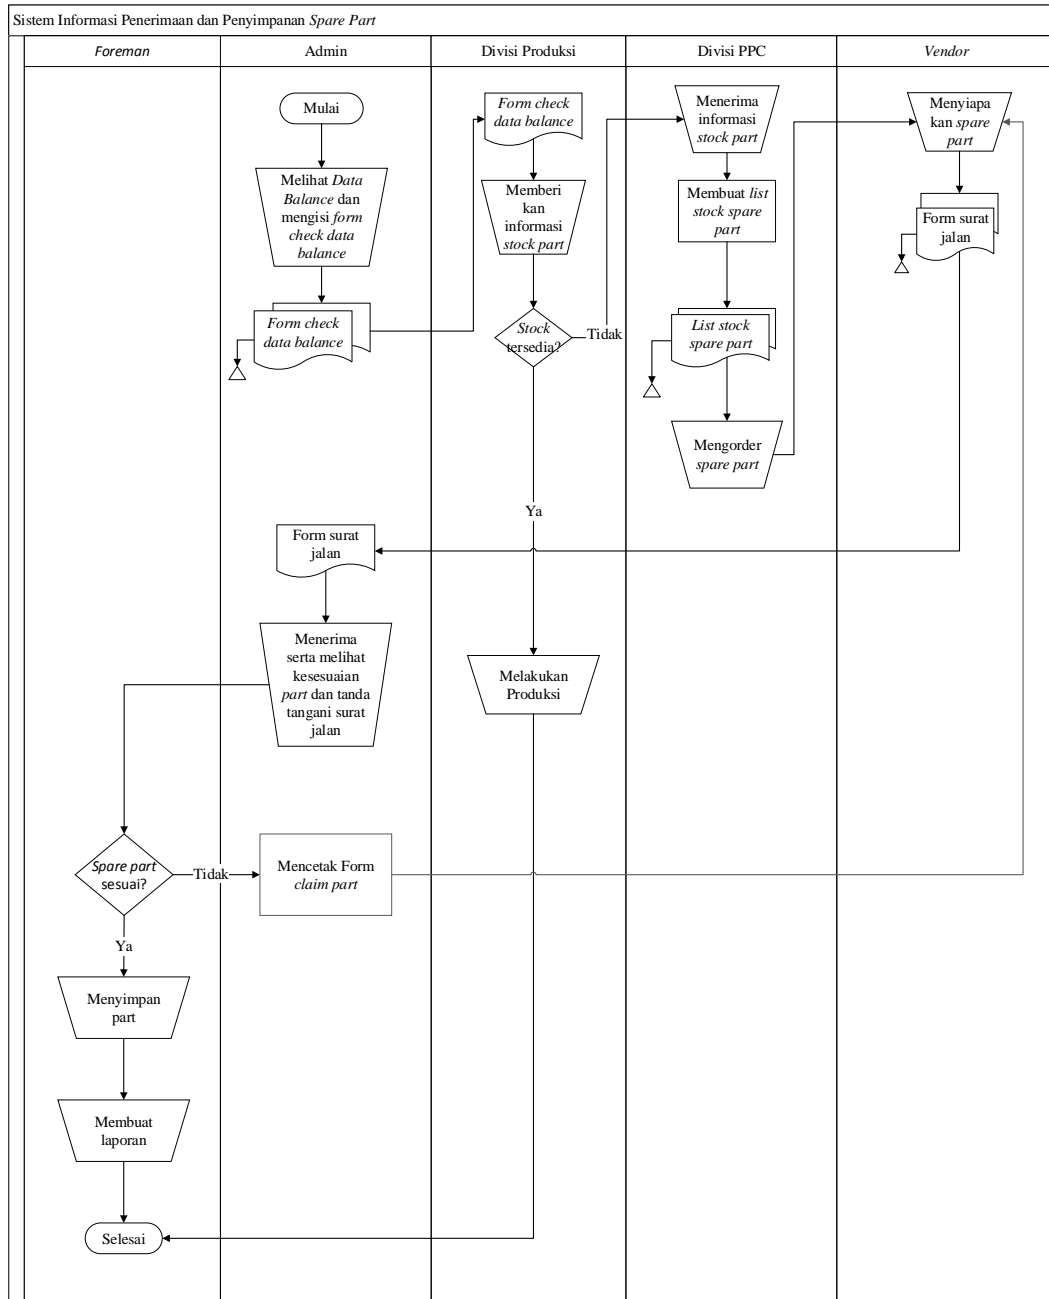 Sistem Informasi Penerimaan dan Penyimpanan Spare Part
Foreman
Admin
Divisi Produksi
Divisi PPC
Vendor
Mulai
Melihat Data
Balance dan
mengisi form
check data
balance
Form check
data balance
Form check
data balance
Memberi
kan
informasi
stock part
Stock
tersedia?
Tidak
Ya
Menerima
informasi
stock part
Membuat list
stock spare
part
List stock
spare part
Mengorder
spare part
Menyiapa
kan spare
part
Form surat
jalan
Form surat
jalan
Menerima
serta melihat
kesesuaian
part dan tanda
tangani surat
jalan
Melakukan
Produksi
Spare part
sesuai?
Tidak
Mencetak Form
claim part
Ya
Menyimpan
part
Membuat
laporan
Selesai